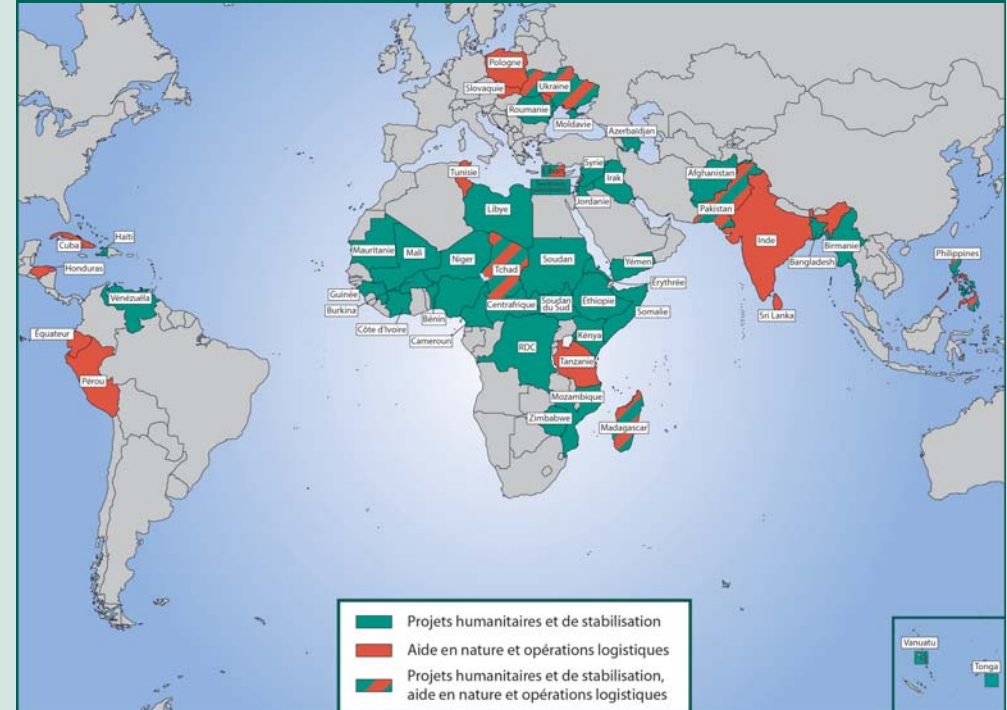 Pologne
Slovaquie
Ukraine
Roumanie
Moldavie
Azerbaïdjan
Tunisie
Syrie
Irak
Jordanie
Afghanistan
Pakistan
Libye
Inde
Birmanie
Bangladesh
Philippines
Sri Lanka
Cuba
Haïti
Honduras
Vénézuéla
Équateur
Pérou
Mauritanie
Mali
Niger
Tchad
Soudan
Yémen
Érythrée
Guinée
Burkina
Côte d'Ivoire
Bénin
Cameroun
Centrafrique
Soudan
du Sud
Éthiopie
Somalie
Kénya
RDC
Tanzanie
Mozambique
Zimbabwe
Madagascar
Projets humanitaires et de stabilisation
Aide en nature et opérations logistiques
Projets humanitaires et de stabilisation,
aide en nature et opérations logistiques
Vanuatu
Tonga